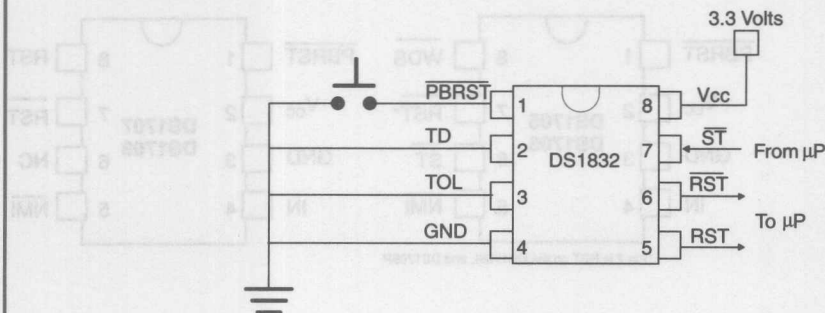 3.3 Volts
PBRST
1
8
Vcc
TD
2
7
ST
From µP
DS1832
TOL
3
6
RST
To µP
GND
4
5
RST